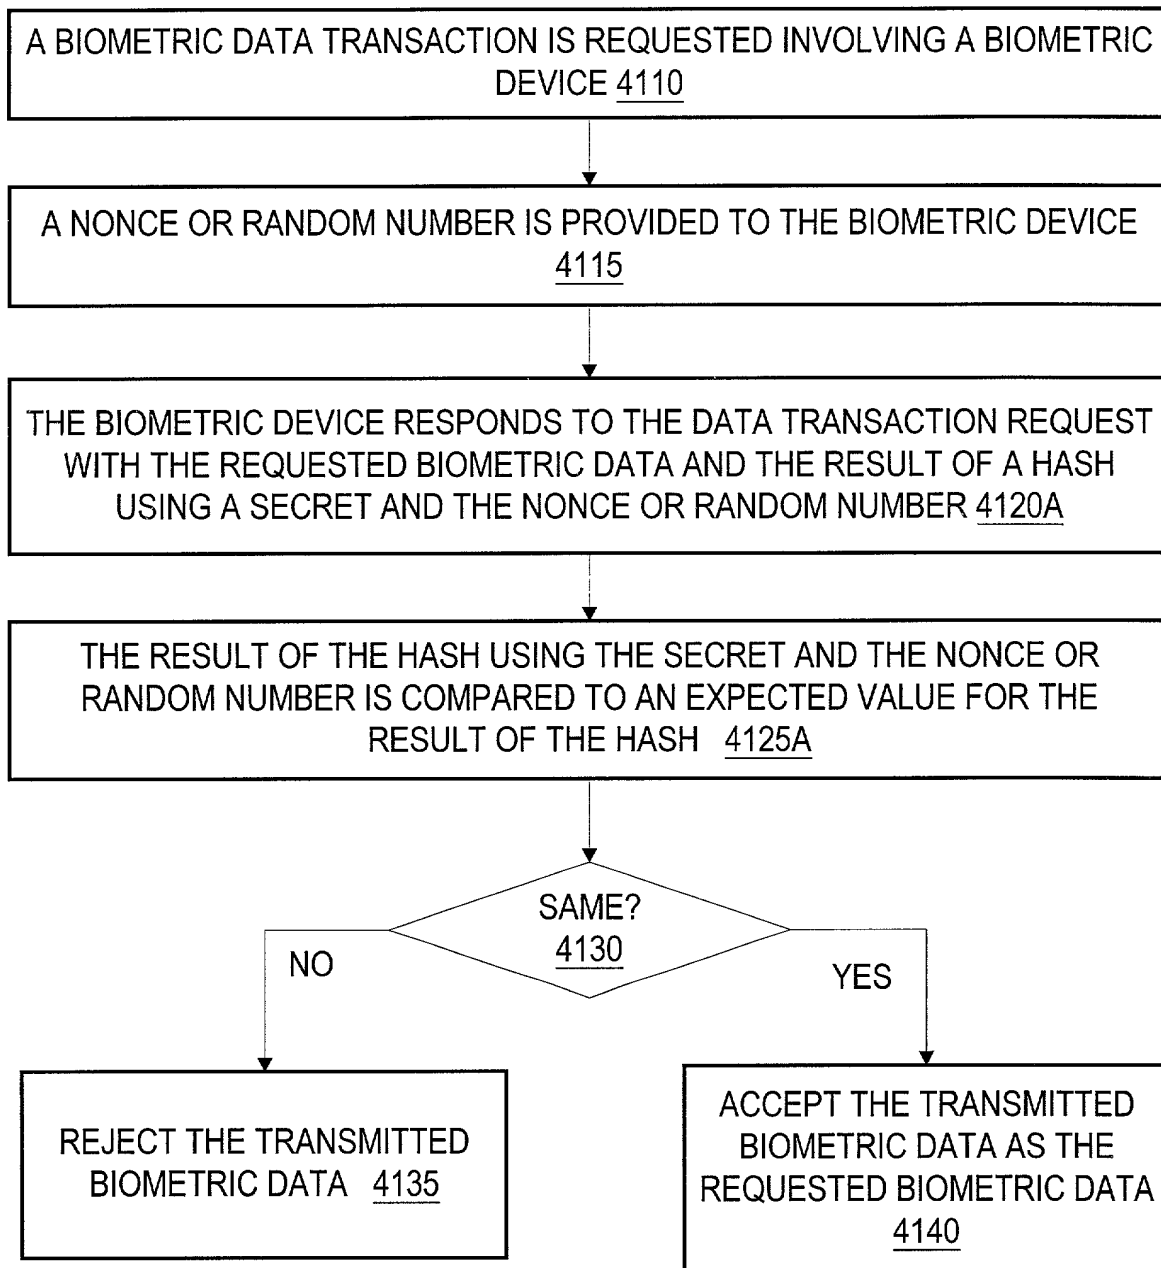 A BIOMETRIC DATA TRANSACTION IS REQUESTED INVOLVING A BIOMETRIC
DEVICE 4110
A NONCE OR RANDOM NUMBER IS PROVIDED TO THE BIOMETRIC DEVICE
4115
THE BIOMETRIC DEVICE RESPONDS TO THE DATA TRANSACTION REQUEST
WITH THE REQUESTED BIOMETRIC DATA AND THE RESULT OF A HASH
USING A SECRET AND THE NONCE OR RANDOM NUMBER 4120A
THE RESULT OF THE HASH USING THE SECRET AND THE NONCE OR
RANDOM NUMBER IS COMPARED TO AN EXPECTED VALUE FOR THE
RESULT OF THE HASH 4125A
SAME?
4130
NO
YES
REJECT THE TRANSMITTED
BIOMETRIC DATA 4135
ACCEPT THE TRANSMITTED
BIOMETRIC DATA AS THE
REQUESTED BIOMETRIC DATA
4140